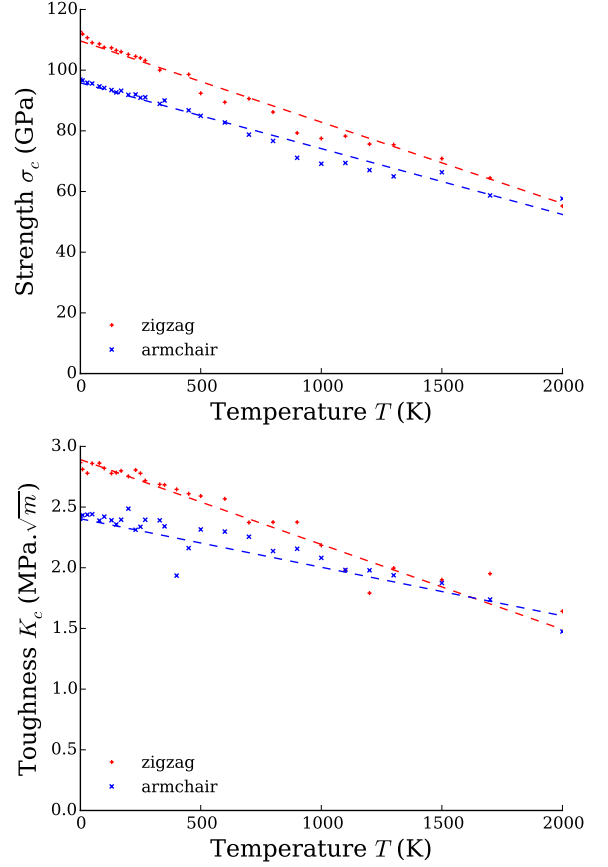 120
100
80
60
40
20
0
Strength σ_c (GPa)
zigzag
armchair
0 500 1000 1500 2000
Temperature T (K)
3.0
2.5
2.0
1.5
1.0
0.5
0.0
Toughness K_c (MPa.√m)
zigzag
armchair
0 500 1000 1500 2000
Temperature T (K)